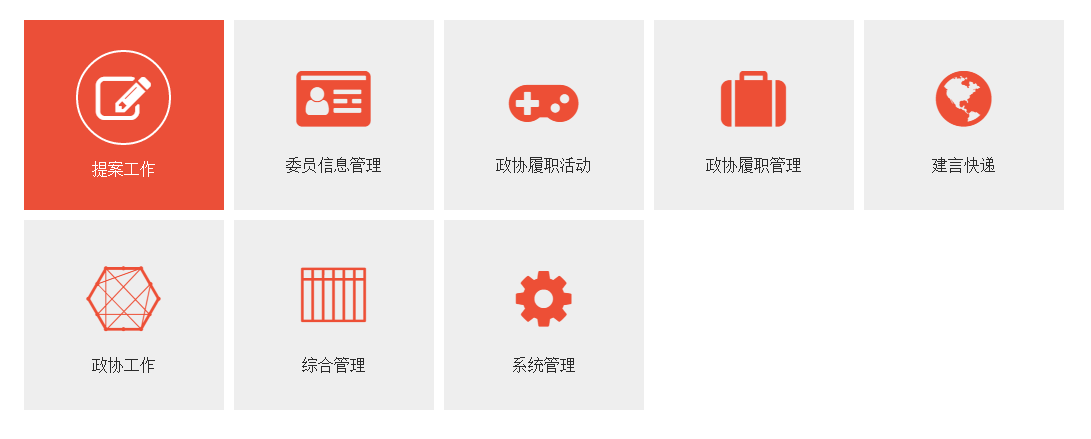 提案工作
委员信息管理
政协履职活动
政协履职管理
建言快递
政协工作
综合管理
系统管理